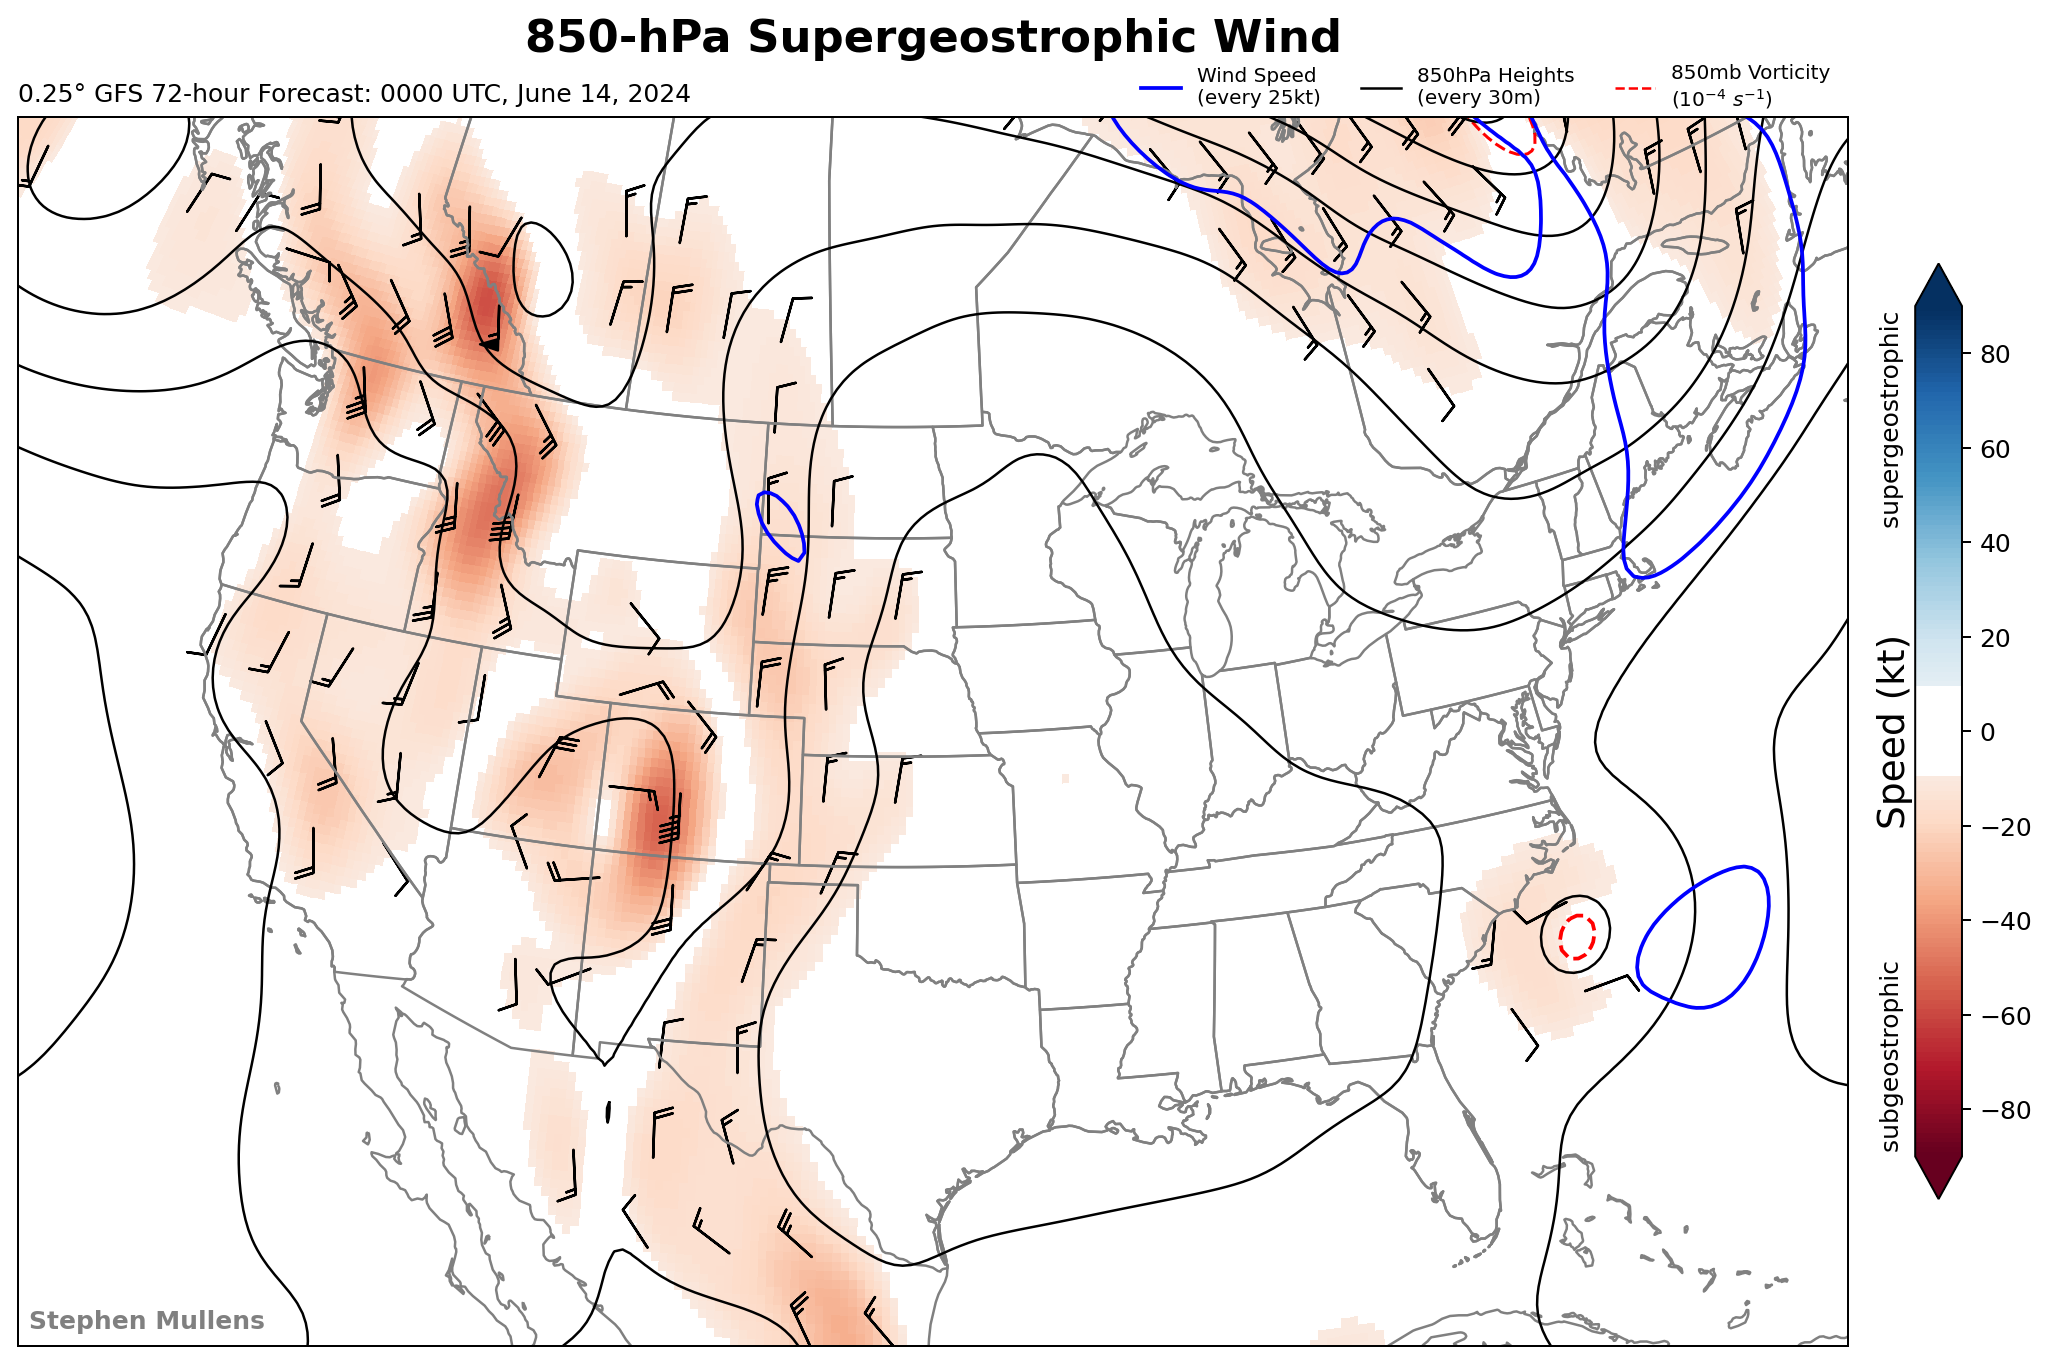 850-hPa Supergeostrophic Wind
0.25° GFS 72-hour Forecast: 0000 UTC, June 14, 2024
Wind Speed
(every 25kt)
850hPa Heights
(every 30m)
850mb Vorticity
(10⁻⁴ s⁻¹)
supergeostrophic
Speed (kt)
subgeostrophic
80
60
40
20
0
−20
−40
−60
−80
Stephen Mullens